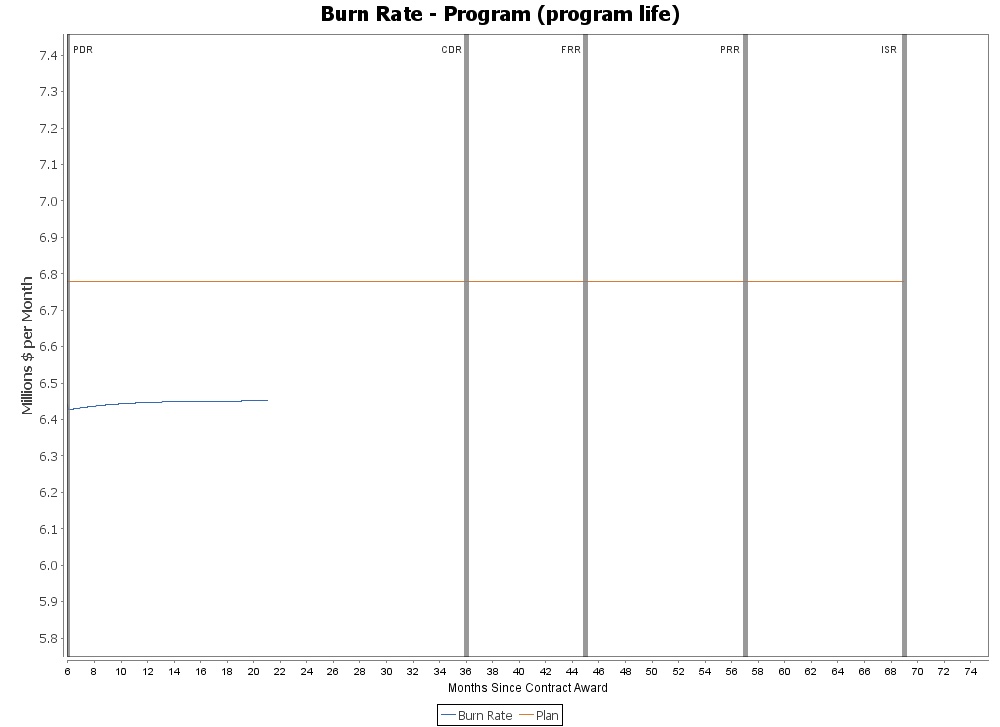 Burn Rate - Program (program life)
PDR CDR FRR PRR ISR
7.4
7.3
7.2
7.1
7.0
6.9
6.8
6.7
6.6
6.5
6.4
6.3
6.2
6.1
6.0
5.9
5.8
Millions $ per Month
6 8 10 12 14 16 18 20 22 24 26 28 30 32 34 36 38 40 42 44 46 48 50 52 54 56 58 60 62 64 66 68 70 72 74
Months Since Contract Award
Burn Rate Plan